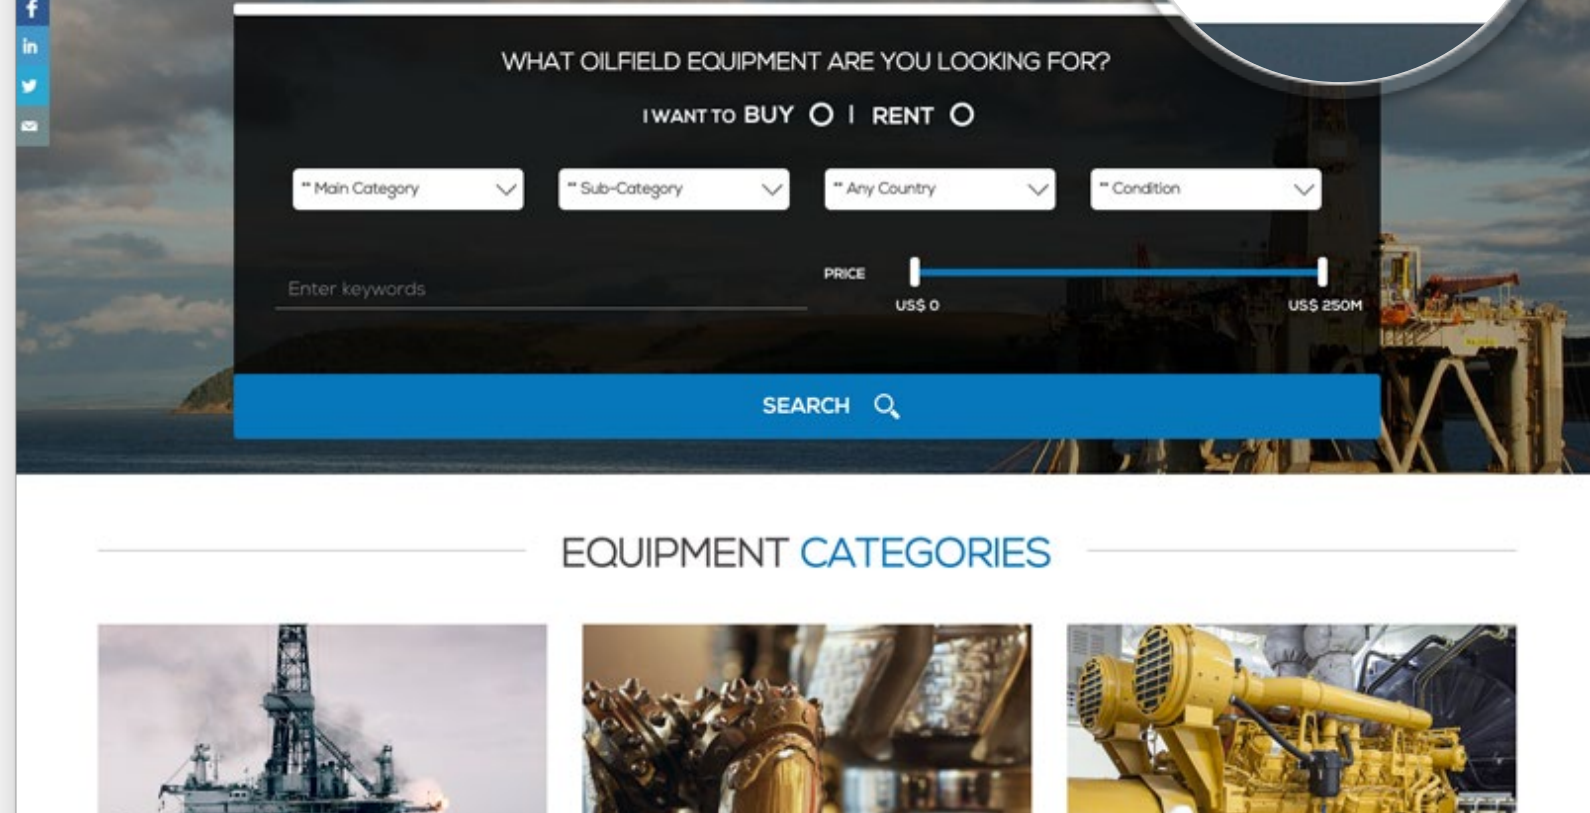 f
in
WHAT OILFIELD EQUIPMENT ARE YOU LOOKING FOR?
I WANT TO BUY | RENT
** Main Category
** Sub-Category
** Any Country
** Condition
Enter keywords
PRICE
US$ 0
US$ 250M
SEARCH
EQUIPMENT CATEGORIES